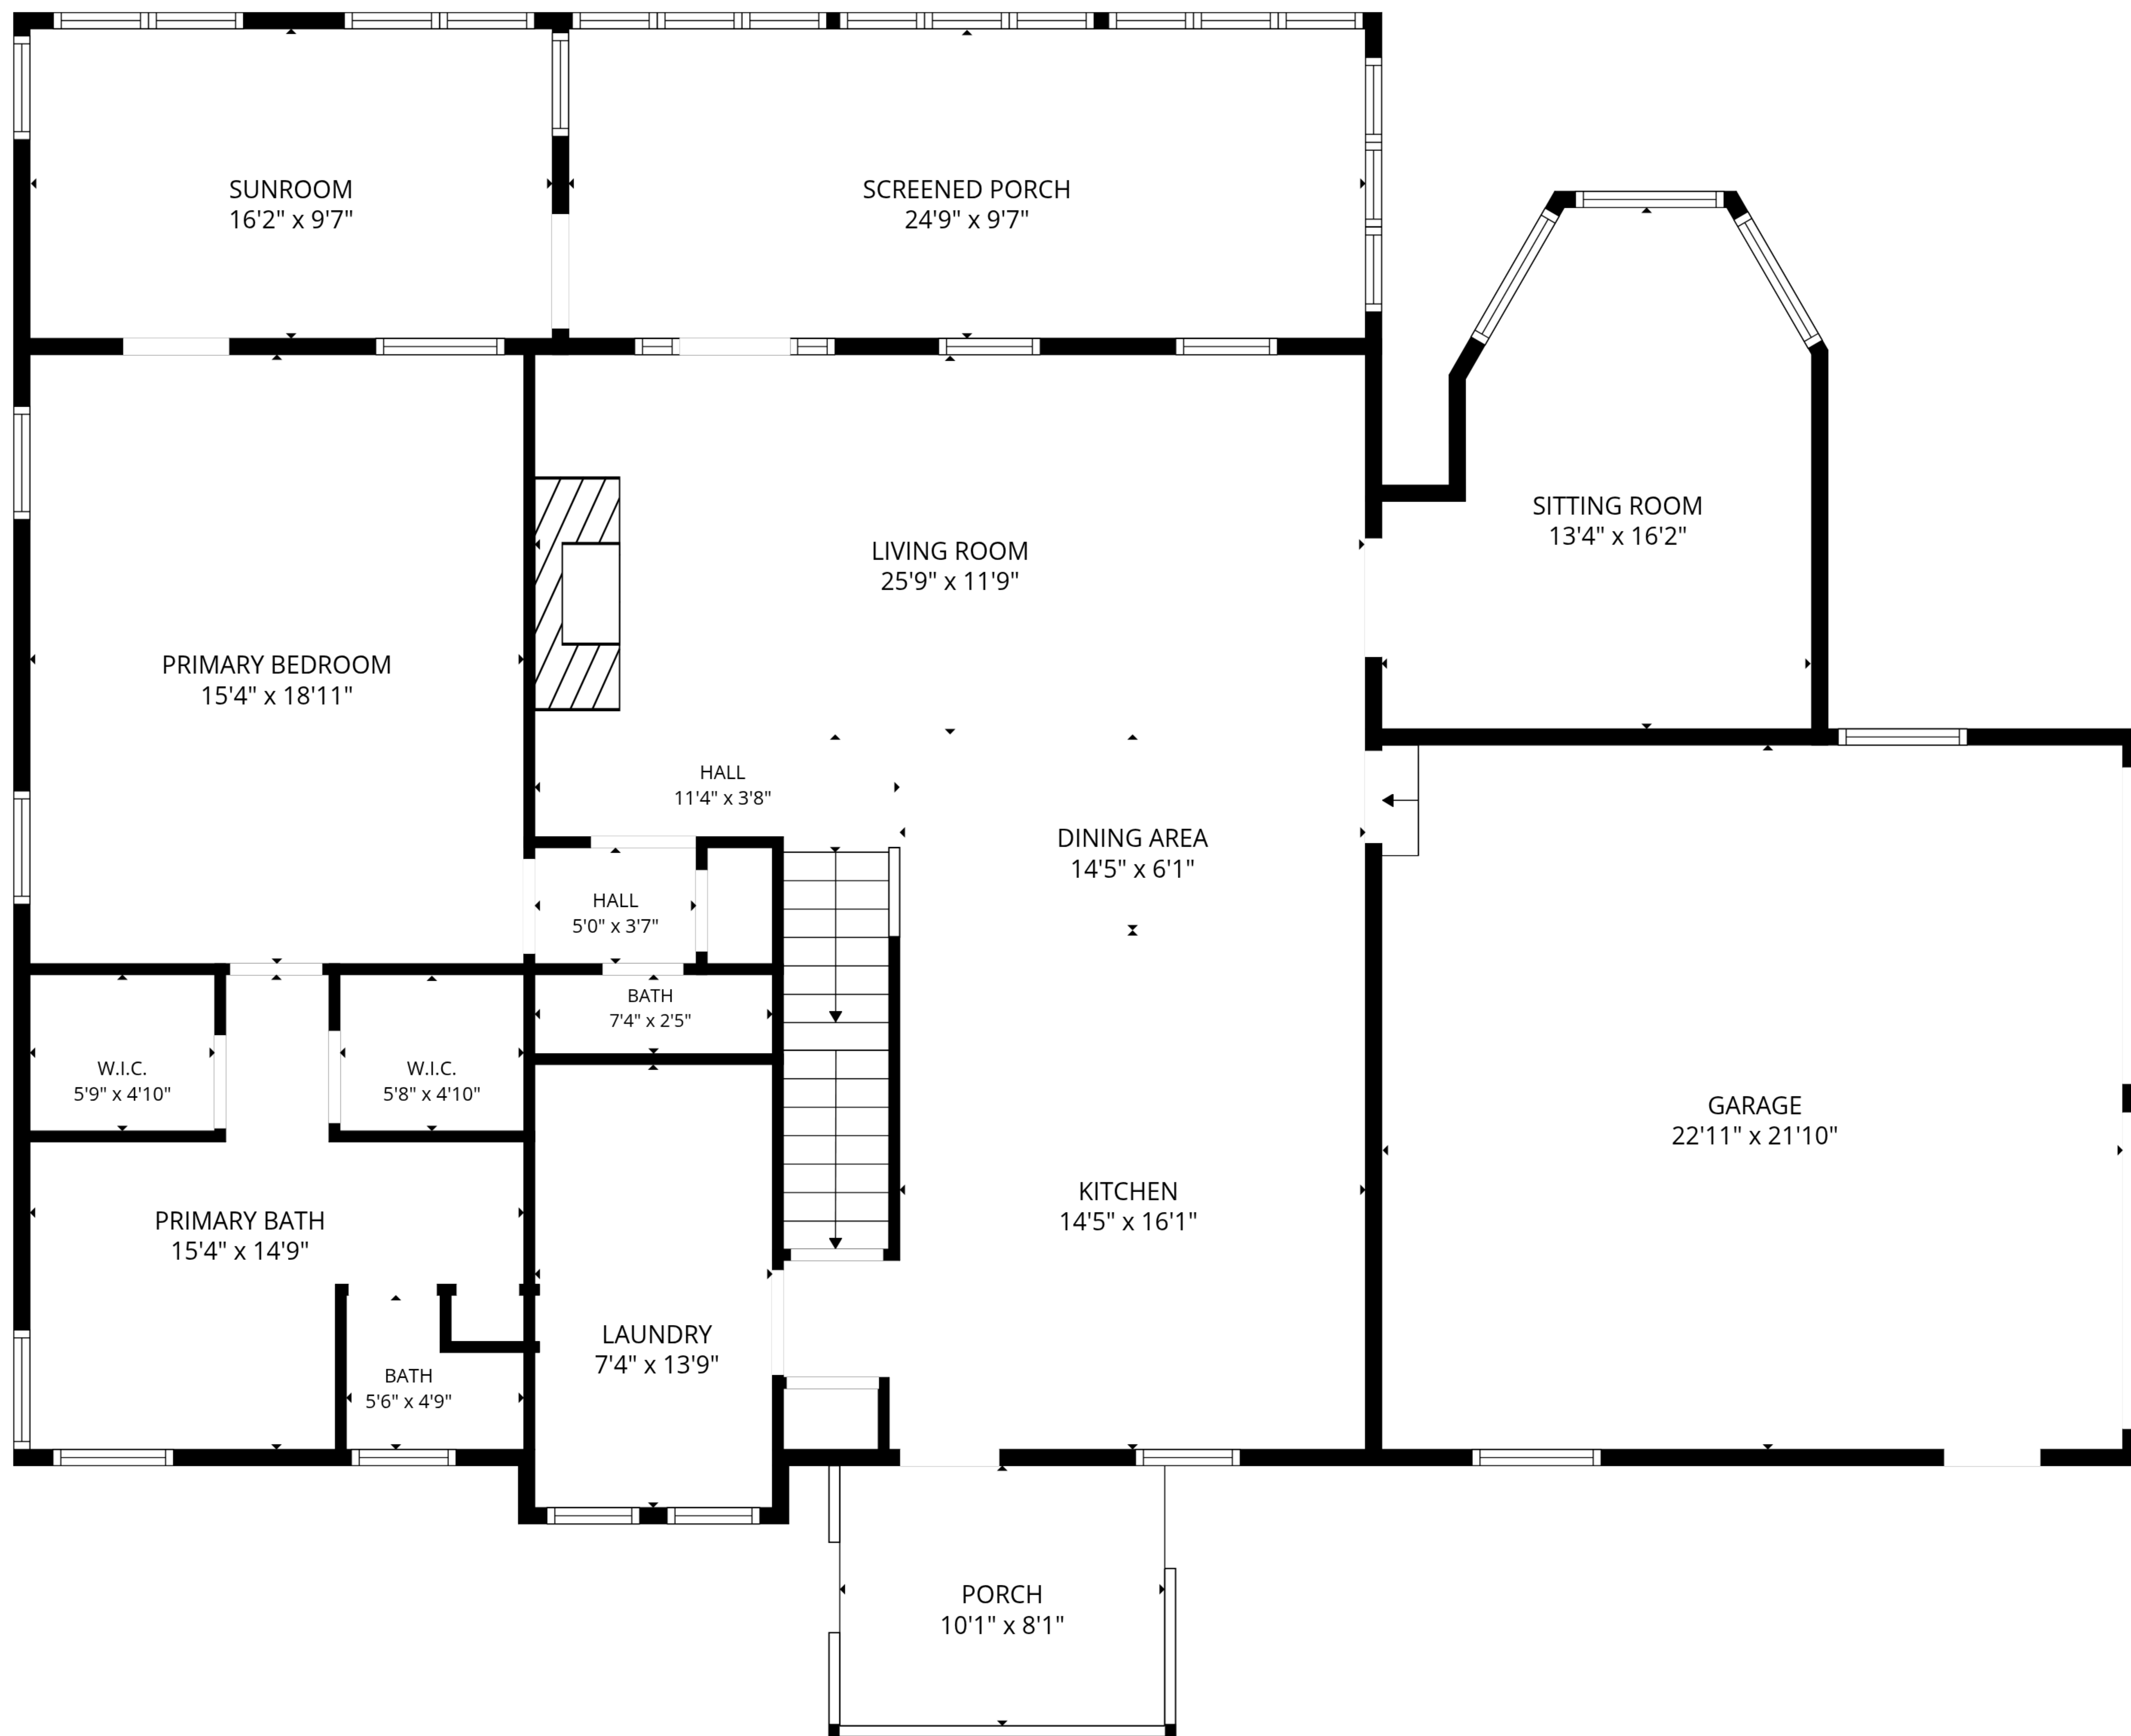 SUNROOM
16'2" x 9'7"
SCREENED PORCH
24'9" x 9'7"
SITTING ROOM
13'4" x 16'2"
LIVING ROOM
25'9" x 11'9"
PRIMARY BEDROOM
15'4" x 18'11"
HALL
11'4" x 3'8"
DINING AREA
14'5" x 6'1"
HALL
5'0" x 3'7"
BATH
7'4" x 2'5"
W.I.C.
5'9" x 4'10"
W.I.C.
5'8" x 4'10"
GARAGE
22'11" x 21'10"
KITCHEN
14'5" x 16'1"
PRIMARY BATH
15'4" x 14'9"
LAUNDRY
7'4" x 13'9"
BATH
5'6" x 4'9"
PORCH
10'1" x 8'1"